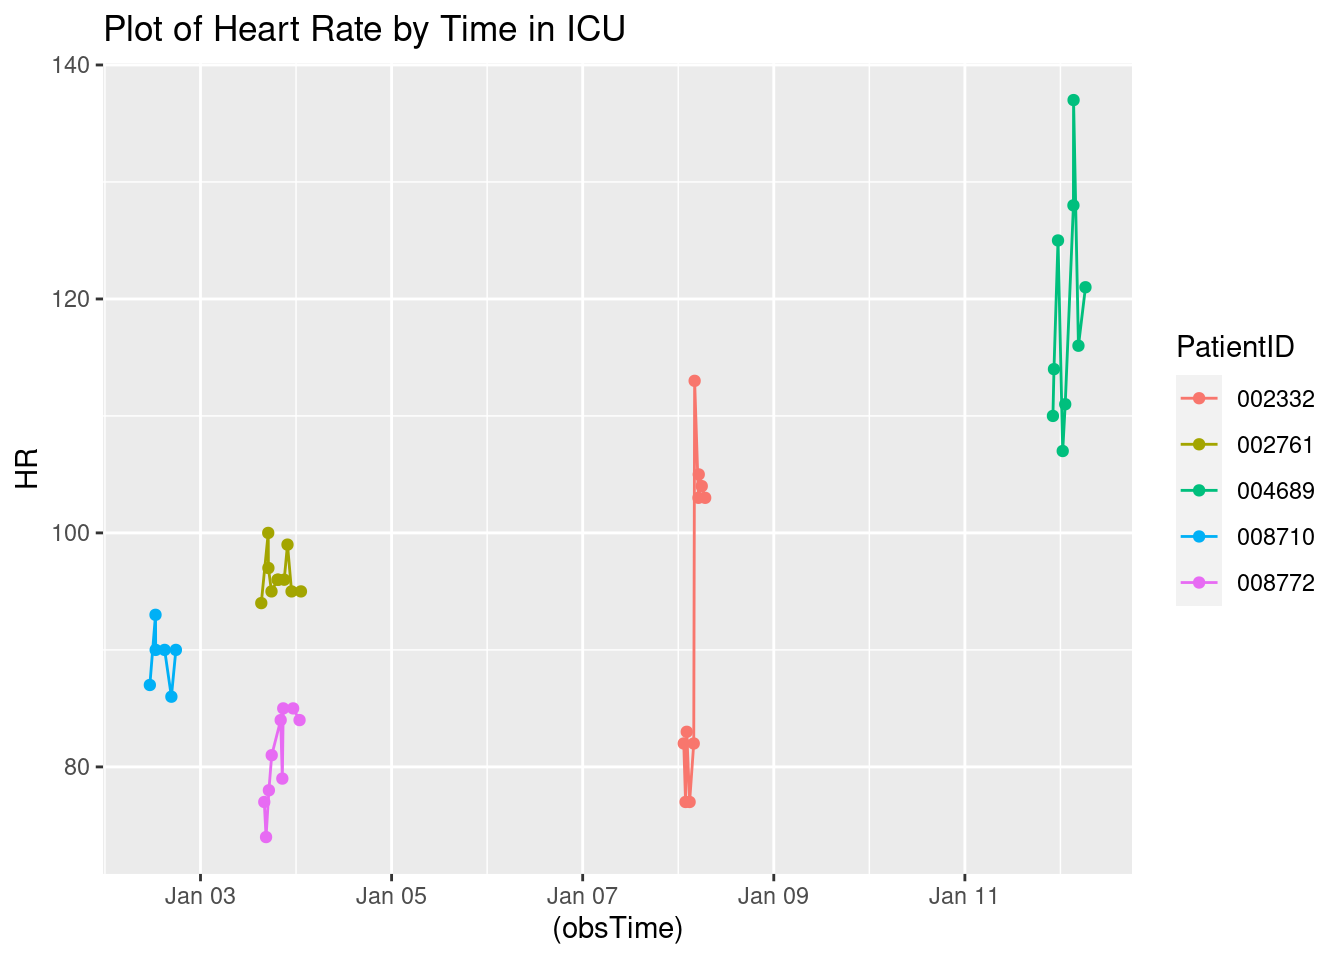 Plot of Heart Rate by Time in ICU
140
120
100
80
HR
Jan 03
Jan 05
Jan 07
Jan 09
Jan 11
(obsTime)
PatientID
002332
002761
004689
008710
008772